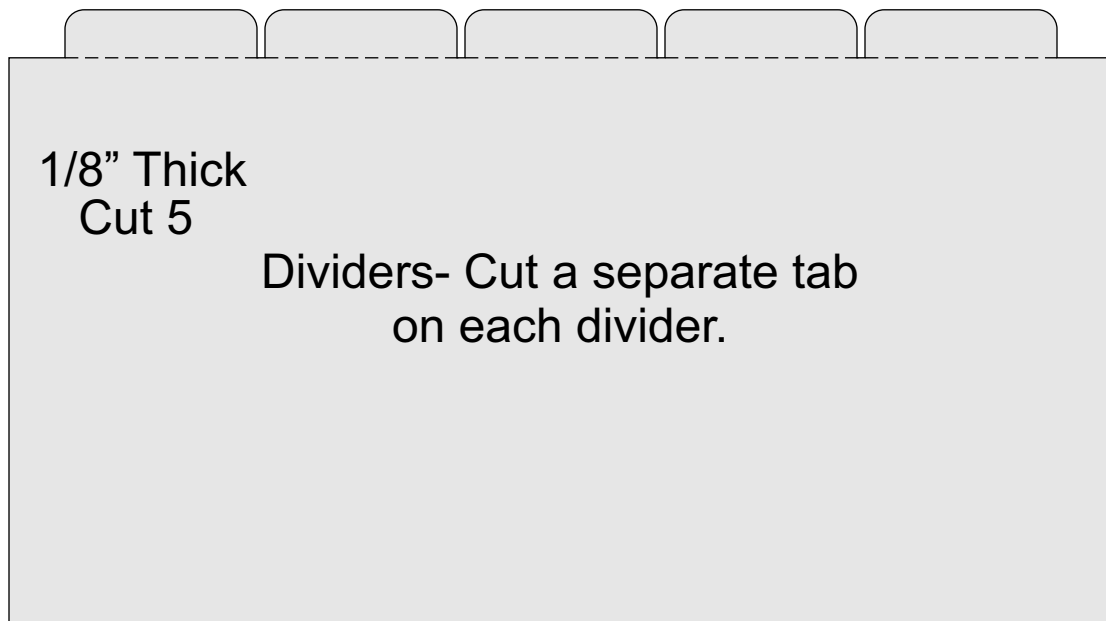 1/8” Thick
Cut 5
Dividers- Cut a separate tab
on each divider.